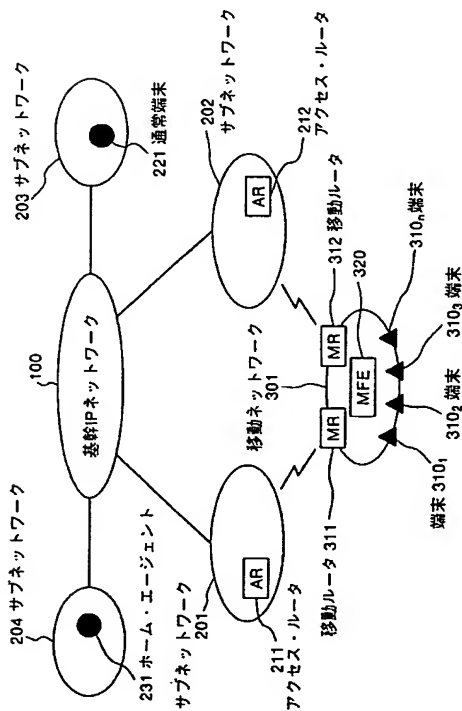 204 サブネットワーク
231 ホーム・エージェント
100
基幹IPネットワーク
203 サブネットワーク
221 通常端末
サブネットワーク
201
AR
211
アクセス・ルータ
202
サブネットワーク
AR
212
アクセス・ルータ
移動ネットワーク
301
MR
移動ルータ 311
MR
312 移動ルータ
MFE
320
端末 310₁
310₂ 端末
310₃ 端末
310ₙ 端末